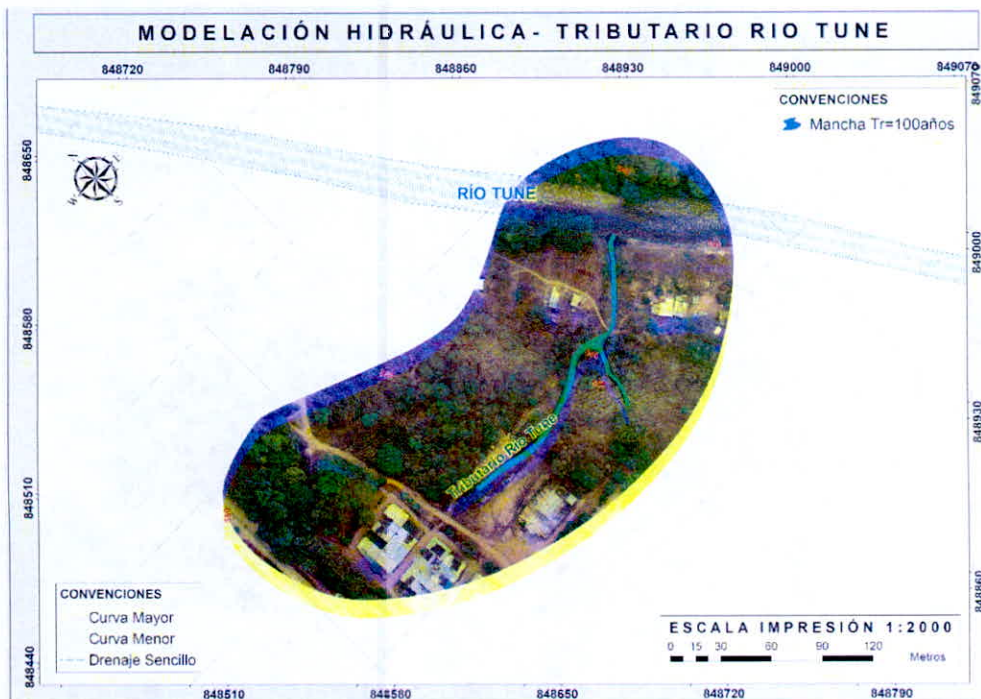 MODELACIÓN HIDRÁULICA- TRIBUTARIO RIO TUNE
848720 848790 848860 848930 849000 849070
849070
CONVENCIONES
Mancha Tr=100años
848650
RÍO TUNE
849000
848580
848930
Tributario Río Tune
848510
848860
CONVENCIONES
Curva Mayor
Curva Menor
Drenaje Sencillo
ESCALA IMPRESIÓN 1:2000
0 15 30 60 90 120
Metros
848440
848510 848580 848650 848720 848790